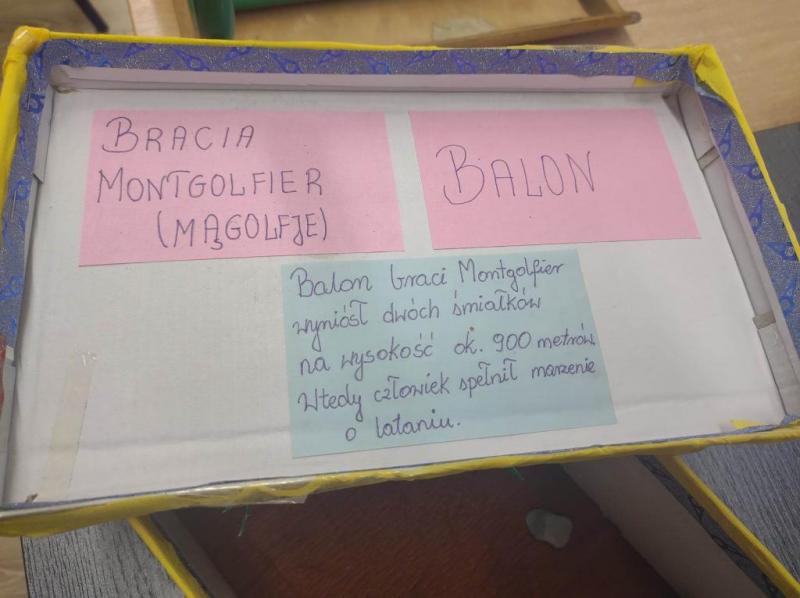 BRACIA
MONTGOLFIER
(MĄGOLFJE)
BALON
Balon braci Montgolfier
wyniósł dwóch śmiałków
na wysokość ok. 900 metrów.
Wtedy człowiek spełnił marzenie
o lataniu.